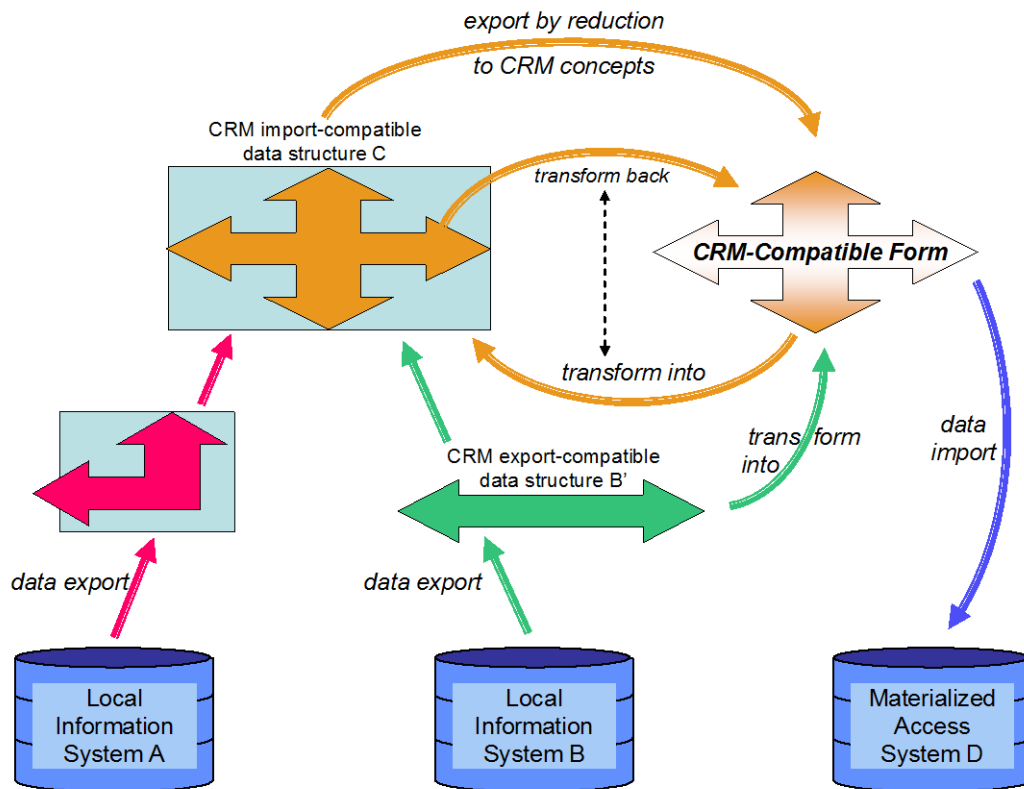 export by reduction
to CRM concepts
CRM import-compatible
data structure C
transform back
CRM-Compatible Form
transform into
CRM export-compatible
data structure B’
transform
into
data
import
data export
data export
Local
Information
System A
Local
Information
System B
Materialized
Access
System D